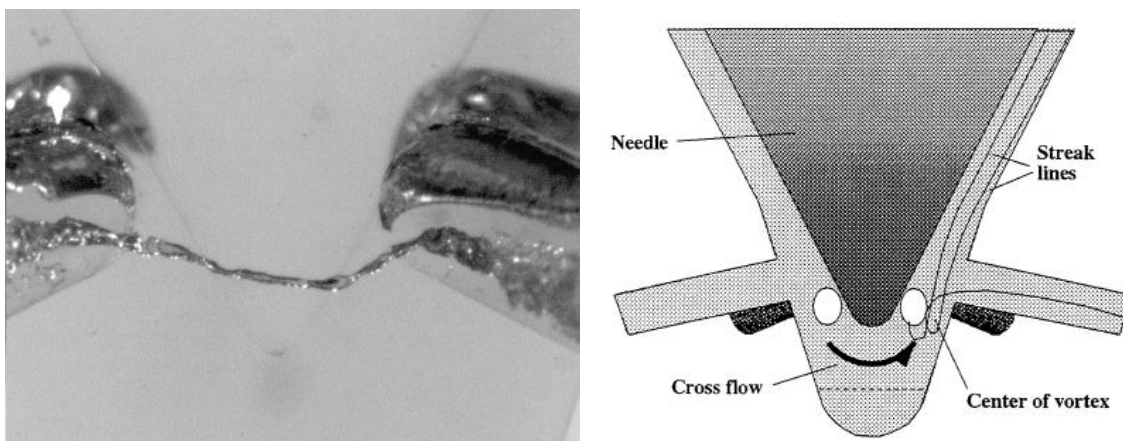 Needle
Streak
lines
Cross flow
Center of vortex